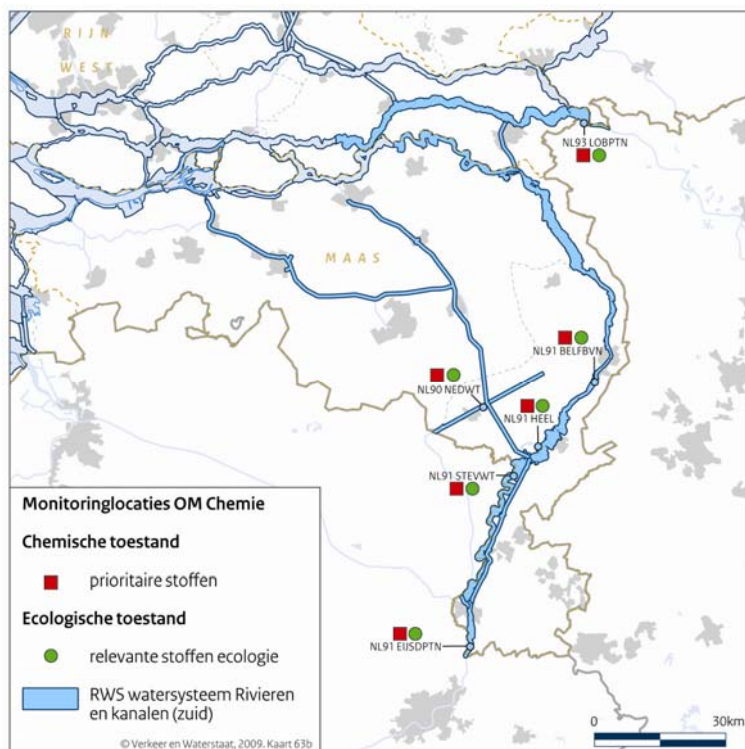 RIJN
WEST
NL93 LOBPTN
MAAS
NL91 BELFBVN
NL90 NEDWT
NL91 HEEL
NL91 STEVWT
NL91 EIJSDPTN
Monitoringlocaties OM Chemie
Chemische toestand
prioritaire stoffen
Ecologische toestand
relevante stoffen ecologie
RWS watersysteem Rivieren
en kanalen (zuid)
© Verkeer en Waterstaat, 2009. Kaart 63b
0 30km